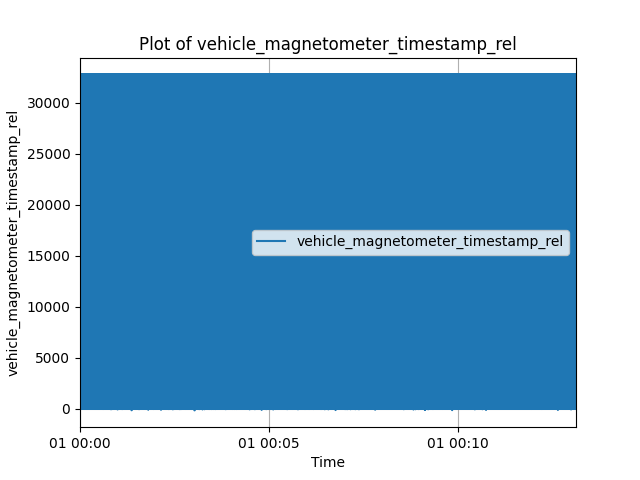 Plot of vehicle_magnetometer_timestamp_rel
vehicle_magnetometer_timestamp_rel
30000
25000
20000
15000
10000
5000
0
vehicle_magnetometer_timestamp_rel
01 00:00
01 00:05
01 00:10
Time